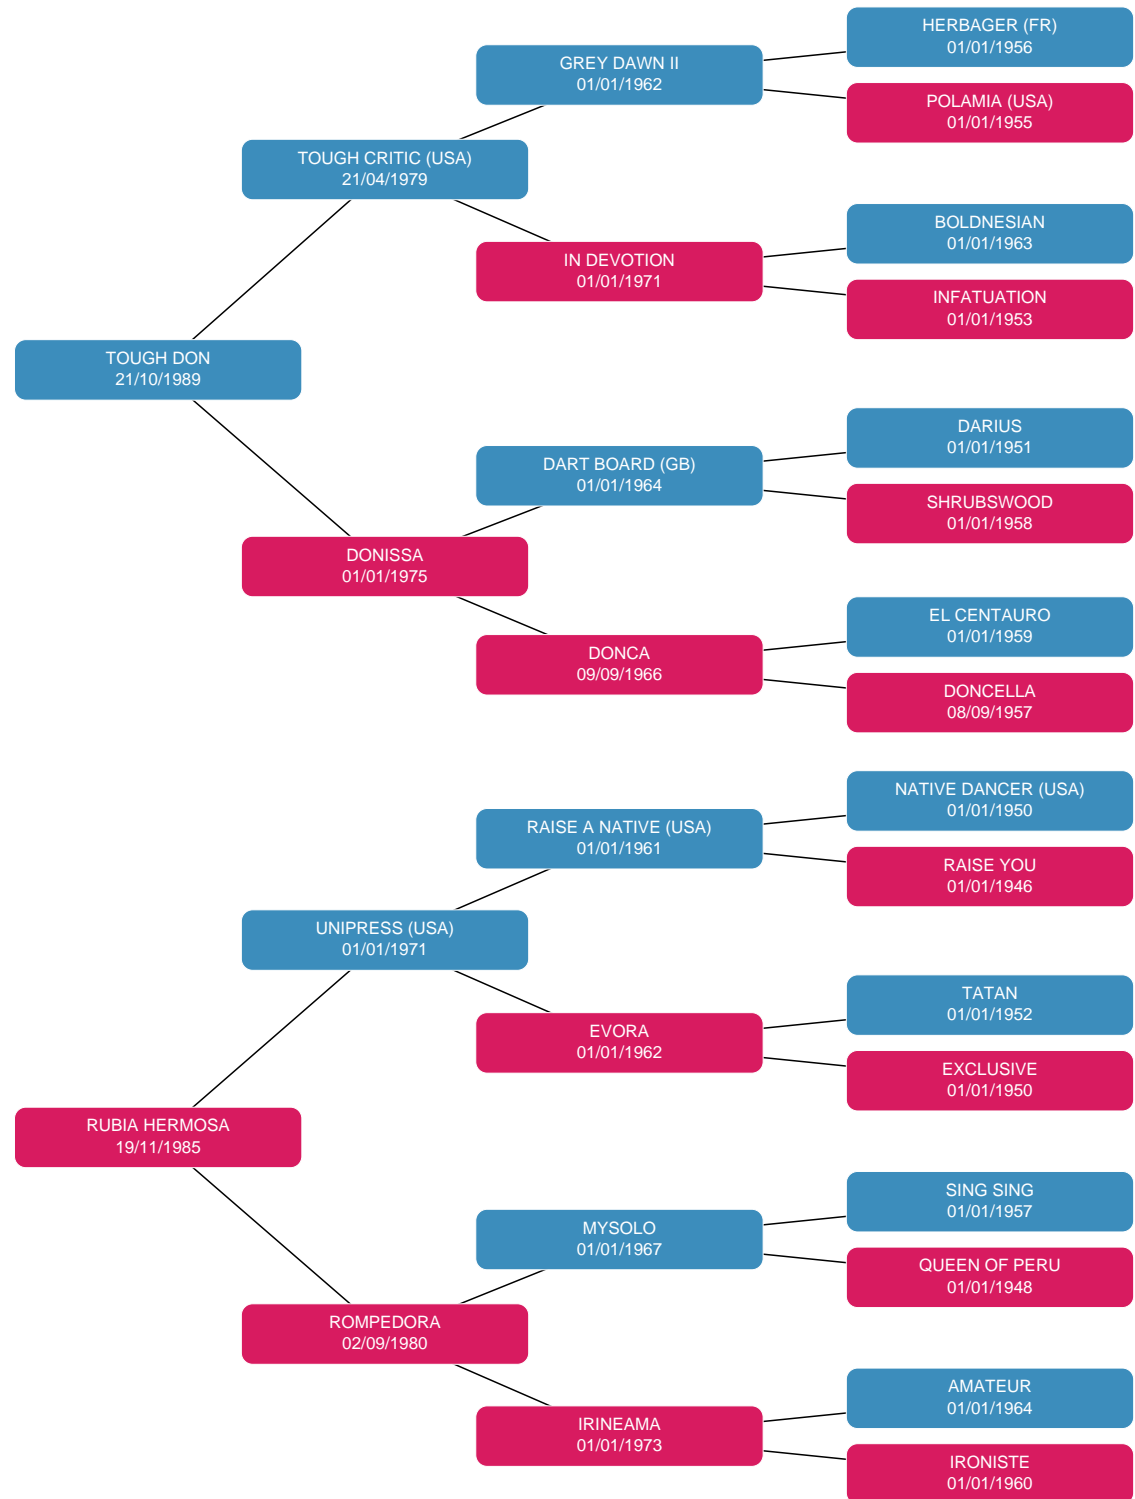 HERBAGER (FR)
01/01/1956
GREY DAWN II
01/01/1962
POLAMIA (USA)
01/01/1955
TOUGH CRITIC (USA)
21/04/1979
BOLDNESIAN
01/01/1963
IN DEVOTION
01/01/1971
INFATUATION
01/01/1953
TOUGH DON
21/10/1989
DARIUS
01/01/1951
DART BOARD (GB)
01/01/1964
SHRUBSWOOD
01/01/1958
DONISSA
01/01/1975
EL CENTAURO
01/01/1959
DONCA
09/09/1966
DONCELLA
08/09/1957
NATIVE DANCER (USA)
01/01/1950
RAISE A NATIVE (USA)
01/01/1961
RAISE YOU
01/01/1946
UNIPRESS (USA)
01/01/1971
TATAN
01/01/1952
EVORA
01/01/1962
EXCLUSIVE
01/01/1950
RUBIA HERMOSA
19/11/1985
SING SING
01/01/1957
MYSOLO
01/01/1967
QUEEN OF PERU
01/01/1948
ROMPEDORA
02/09/1980
AMATEUR
01/01/1964
IRINEAMA
01/01/1973
IRONISTE
01/01/1960